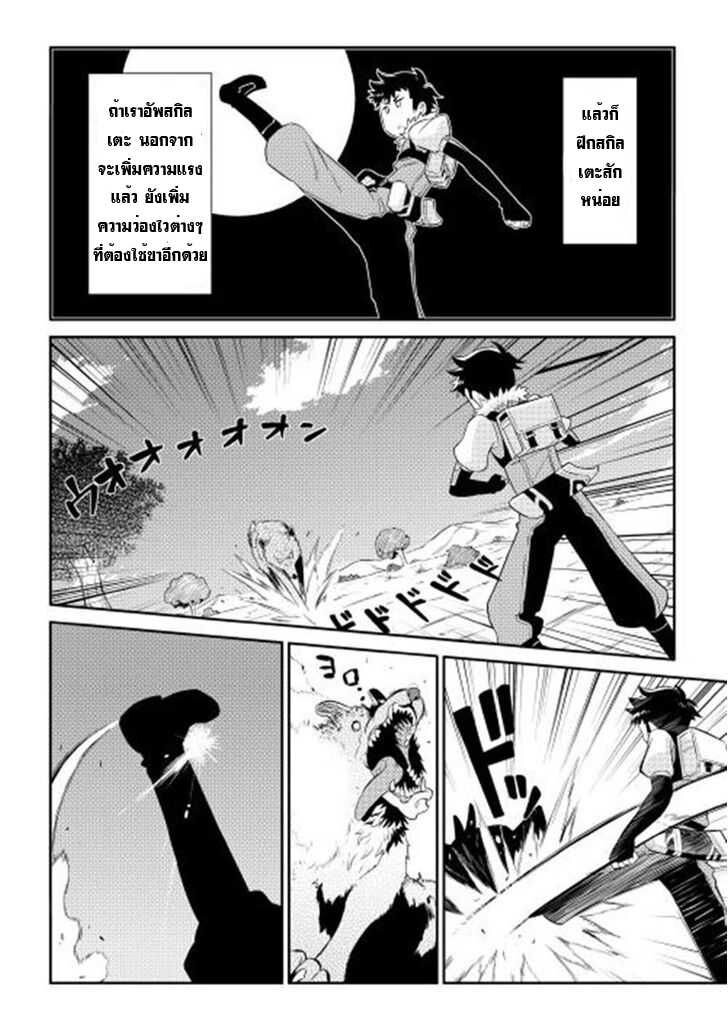 แล้วก็
ฝึกสกิล
เตะสัก
หน่อย
ถ้าเราอัพสกิล
เตะ นอกจาก
จะเพิ่มความแรง
แล้ว ยังเพิ่ม
ความว่องไวต่างๆ
ที่ต้องใช้ขาอีกด้วย
ウオオオオオン
ドドドドド
ドッ
ヨロ